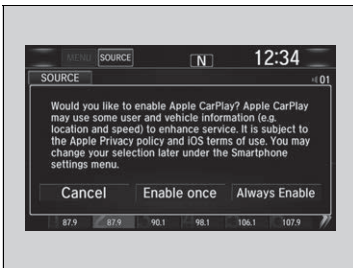 MENU SOURCE N 12:34
SOURCE 01
Would you like to enable Apple CarPlay? Apple CarPlay
may use some user and vehicle information (e.g.
location and speed) to enhance service. It is subject to
the Apple Privacy policy and iOS terms of use. You may
change your selection later under the Smartphone
settings menu.
Cancel Enable once Always Enable
87.9 87.9 90.1 98.1 106.1 107.9